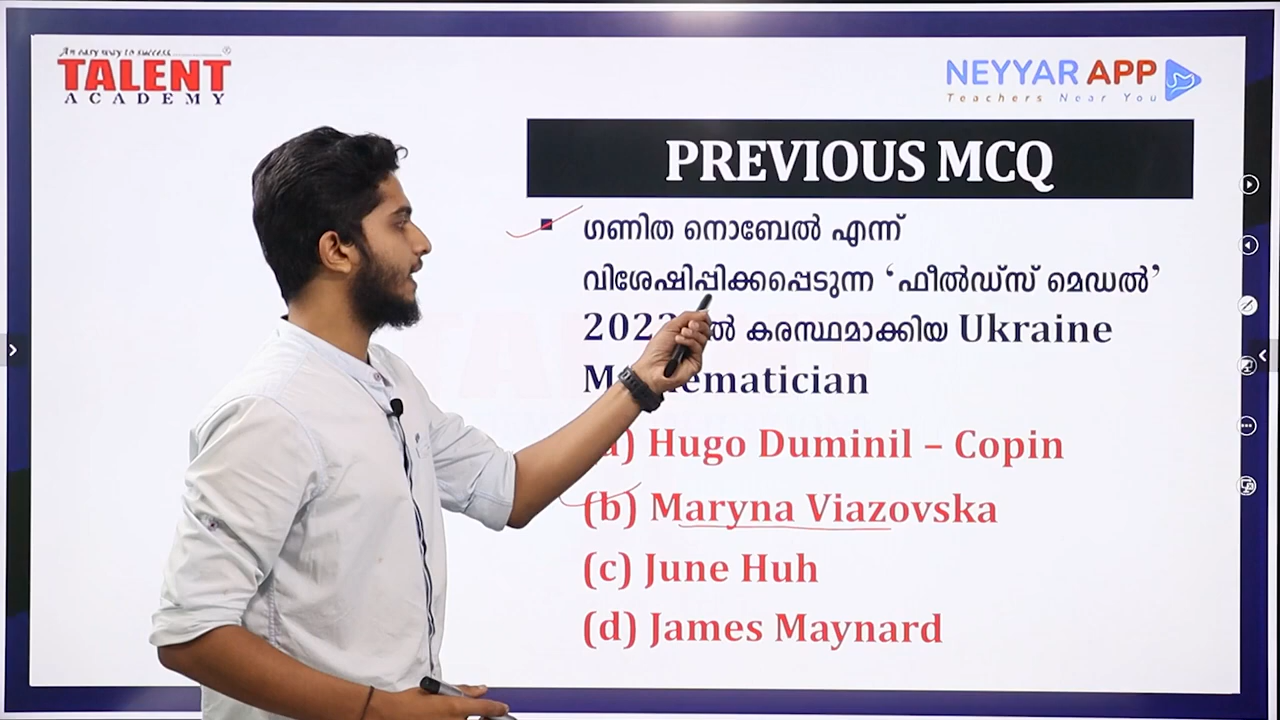 An easy way to success
TALENT
ACADEMY
NEYYAR APP
Teachers Near You
PREVIOUS MCQ
ഗണിത നൊബേൽ എന്ന്
വിശേഷിപ്പിക്കപ്പെടുന്ന ‘ഫീൽഡ്സ് മെഡൽ’
കരസ്ഥമാക്കിയ Ukraine
(a) Hugo Duminil – Copin
(b) Maryna Viazovska
(c) June Huh
(d) James Maynard